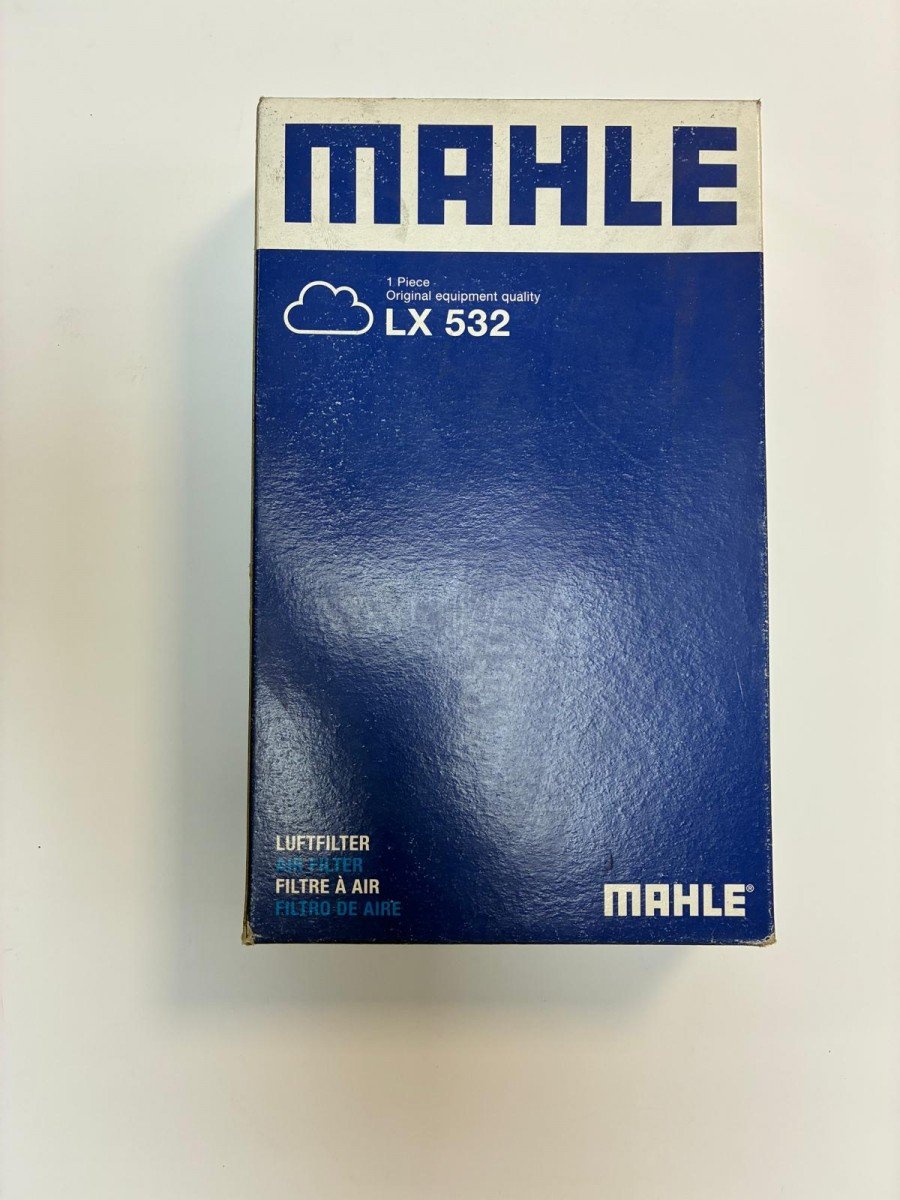 MAHLE
1 Piece
Original equipment quality
LX 532
LUFTFILTER
AIR FILTER
FILTRE À AIR
FILTRO DE AIRE
MAHLE®